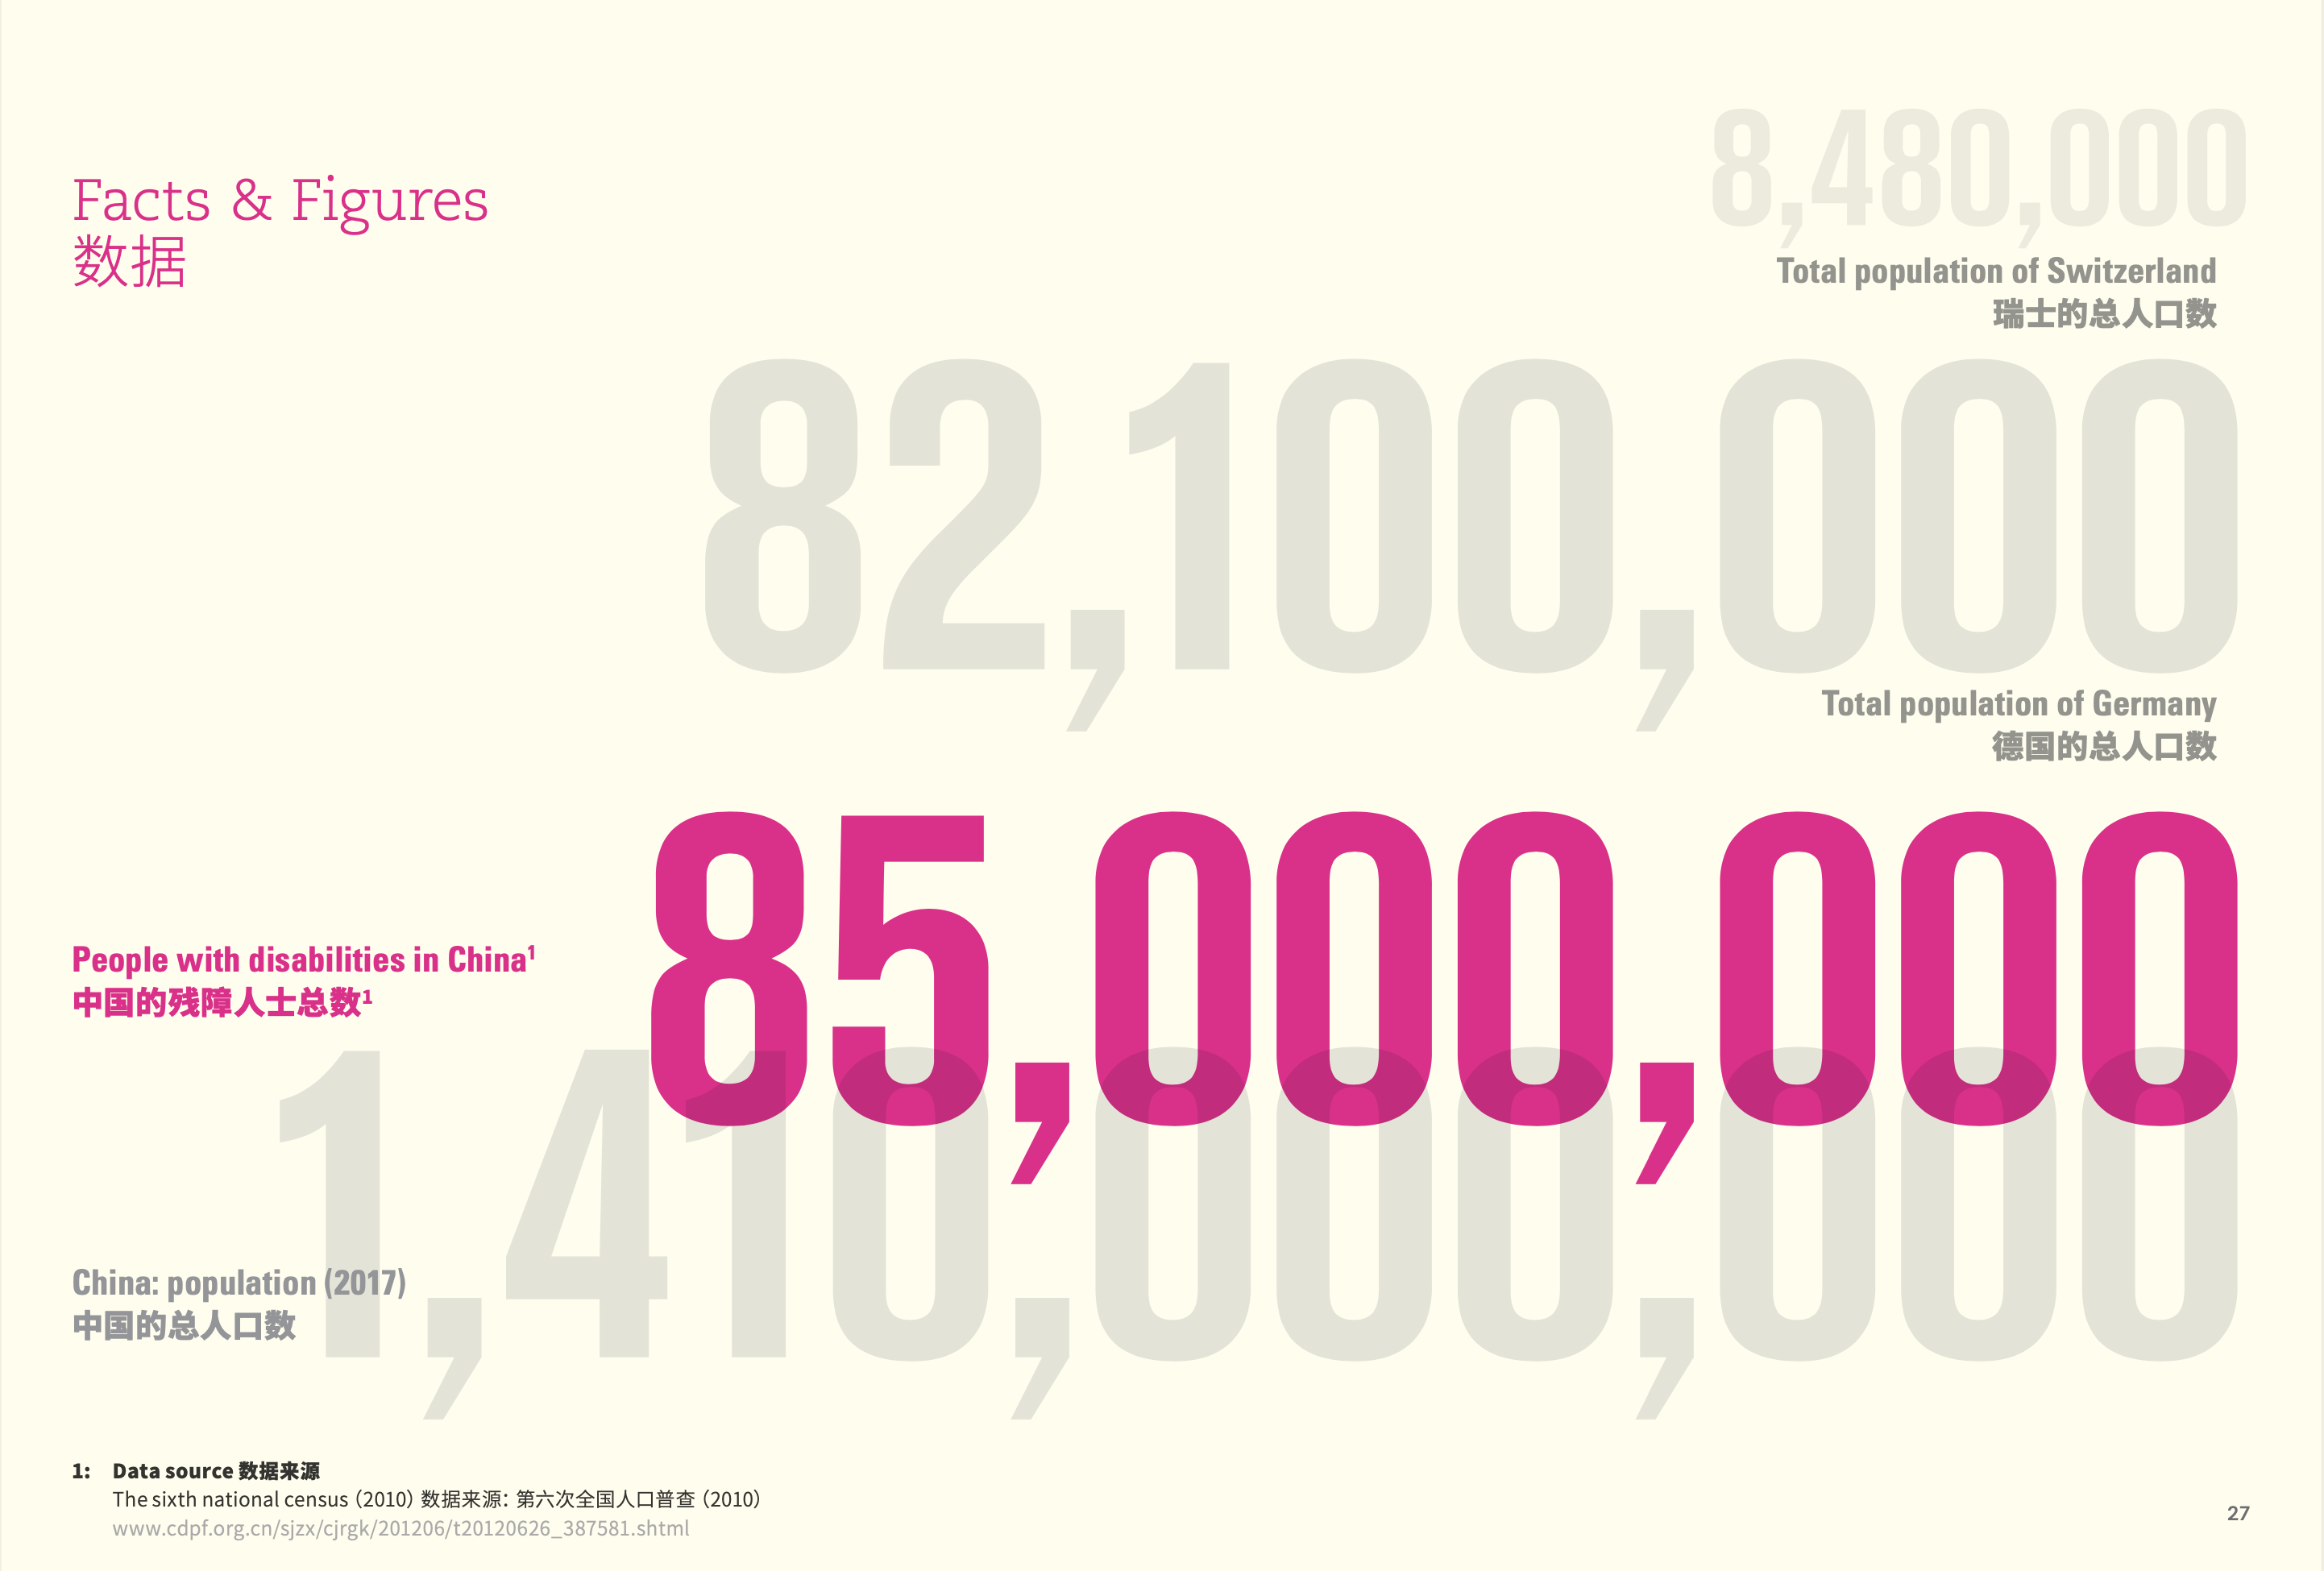 Facts & Figures
数据
8,480,000
Total population of Switzerland
瑞士的总人口数
82,100,000
Total population of Germany
德国的总人口数
85,000,000
People with disabilities in China¹
中国的残障人士总数¹
1,410,000,000
China: population (2017)
中国的总人口数
1: Data source 数据来源
The sixth national census (2010) 数据来源：第六次全国人口普查 (2010)
www.cdpf.org.cn/sjzx/cjrgk/201206/t20120626_387581.shtml
27